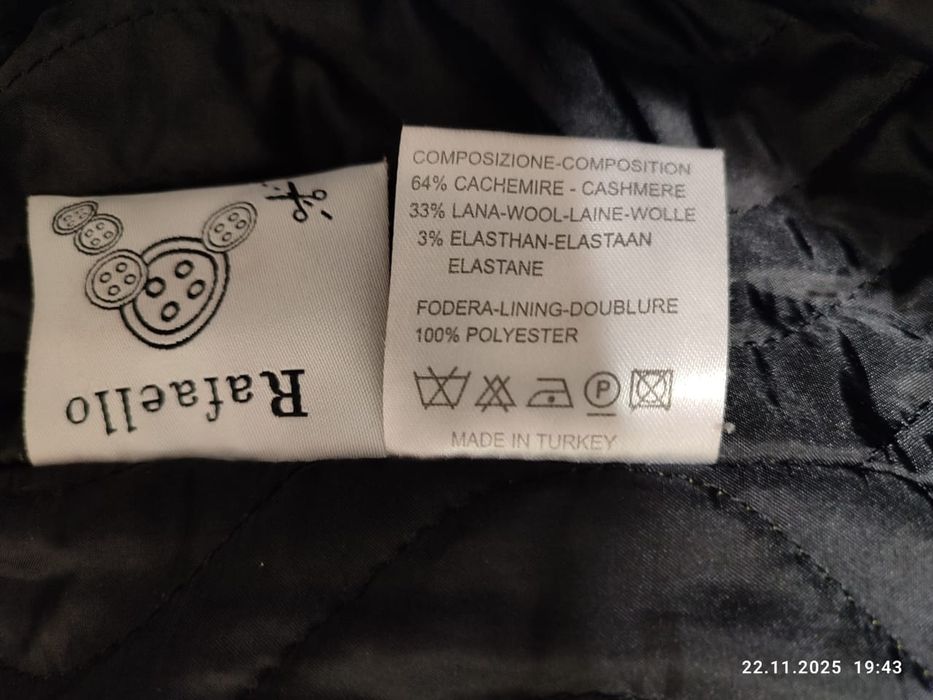 Rafaello
COMPOSIZIONE-COMPOSITION
64% CACHEMIRE - CASHMERE
33% LANA-WOOL-LAINE-WOLLE
3% ELASTHAN-ELASTAAN
ELASTANE
FODERA-LINING-DOUBLURE
100% POLYESTER
P
MADE IN TURKEY
22.11.2025 19:43